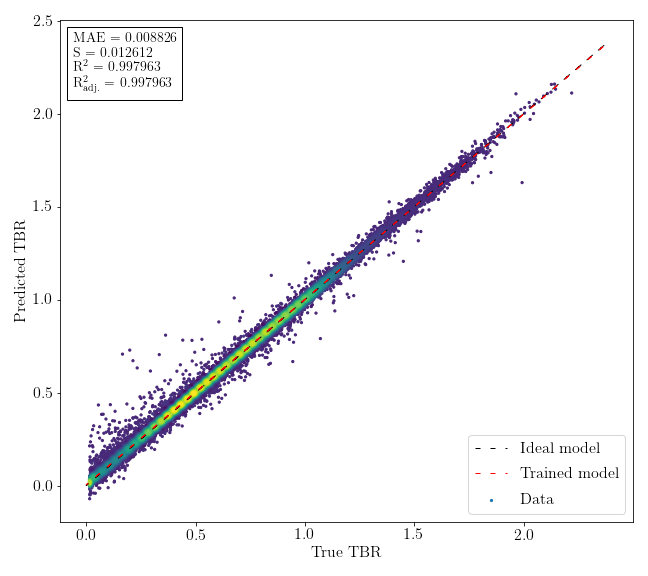 2.5
MAE = 0.008826
S = 0.012612
R² = 0.997963
R²adj. = 0.997963
2.0
1.5
1.0
0.5
0.0
Predicted TBR
Ideal model
Trained model
Data
0.0 0.5 1.0 1.5 2.0
True TBR